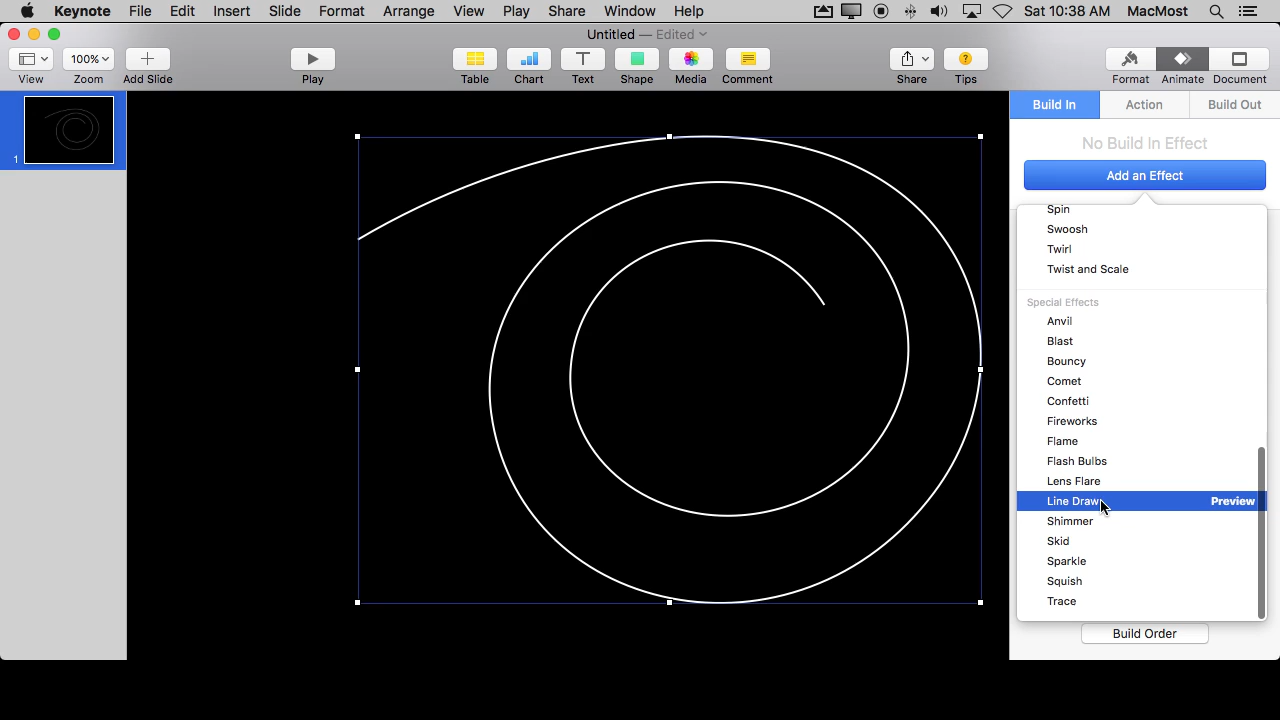 Keynote File Edit Insert Slide Format Arrange View Play Share Window Help Sat 10:38 AM MacMost
Untitled — Edited
100%
View Zoom Add Slide Play Table Chart Text Shape Media Comment Share Tips Format Animate Document
1
Build In Action Build Out
No Build In Effect
Add an Effect
Spin
Swoosh
Twirl
Twist and Scale
Special Effects
Anvil
Blast
Bouncy
Comet
Confetti
Fireworks
Flame
Flash Bulbs
Lens Flare
Line Draw Preview
Shimmer
Skid
Sparkle
Squish
Trace
Build Order